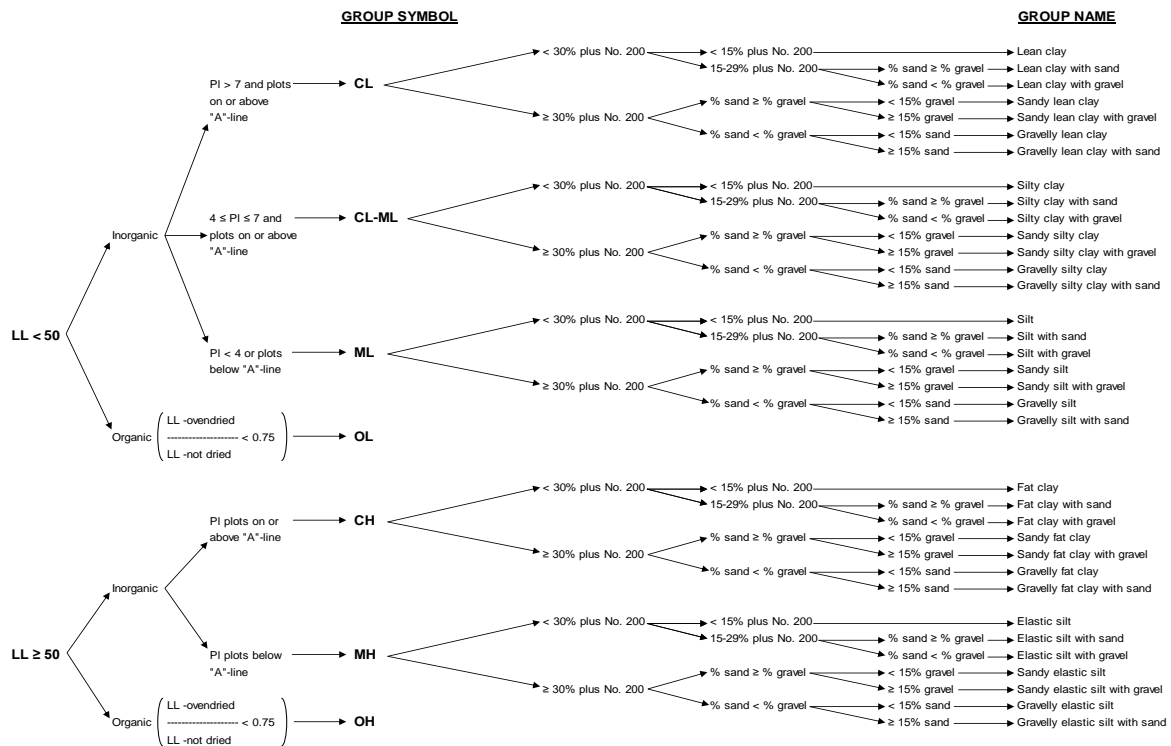 GROUP SYMBOL GROUP NAME
< 30% plus No. 200 < 15% plus No. 200 Lean clay
15-29% plus No. 200 % sand ≥ % gravel Lean clay with sand
PI > 7 and plots
on or above
"A"-line
CL
% sand < % gravel Lean clay with gravel
≥ 30% plus No. 200 % sand ≥ % gravel < 15% gravel Sandy lean clay
≥ 15% gravel Sandy lean clay with gravel
% sand < % gravel < 15% sand Gravelly lean clay
≥ 15% sand Gravelly lean clay with sand
< 30% plus No. 200 < 15% plus No. 200 Silty clay
15-29% plus No. 200 % sand ≥ % gravel Silty clay with sand
4 ≤ PI ≤ 7 and
plots on or above
"A"-line
CL-ML
% sand < % gravel Silty clay with gravel
Inorganic
≥ 30% plus No. 200 % sand ≥ % gravel < 15% gravel Sandy silty clay
≥ 15% gravel Sandy silty clay with gravel
% sand < % gravel < 15% sand Gravelly silty clay
≥ 15% sand Gravelly silty clay with sand
LL < 50
< 30% plus No. 200 < 15% plus No. 200 Silt
15-29% plus No. 200 % sand ≥ % gravel Silt with sand
PI < 4 or plots
below "A"-line
ML
% sand < % gravel Silt with gravel
≥ 30% plus No. 200 % sand ≥ % gravel < 15% gravel Sandy silt
≥ 15% gravel Sandy silt with gravel
% sand < % gravel < 15% sand Gravelly silt
≥ 15% sand Gravelly silt with sand
Organic
LL -ovendried
-------------------- < 0.75
LL -not dried
OL
< 30% plus No. 200 < 15% plus No. 200 Fat clay
15-29% plus No. 200 % sand ≥ % gravel Fat clay with sand
PI plots on or
above "A"-line
CH
% sand < % gravel Fat clay with gravel
≥ 30% plus No. 200 % sand ≥ % gravel < 15% gravel Sandy fat clay
≥ 15% gravel Sandy fat clay with gravel
% sand < % gravel < 15% sand Gravelly fat clay
≥ 15% sand Gravelly fat clay with sand
Inorganic
LL ≥ 50
< 30% plus No. 200 < 15% plus No. 200 Elastic silt
15-29% plus No. 200 % sand ≥ % gravel Elastic silt with sand
PI plots below
"A"-line
MH
% sand < % gravel Elastic silt with gravel
≥ 30% plus No. 200 % sand ≥ % gravel < 15% gravel Sandy elastic silt
≥ 15% gravel Sandy elastic silt with gravel
% sand < % gravel < 15% sand Gravelly elastic silt
≥ 15% sand Gravelly elastic silt with sand
Organic
LL -ovendried
-------------------- < 0.75
LL -not dried
OH